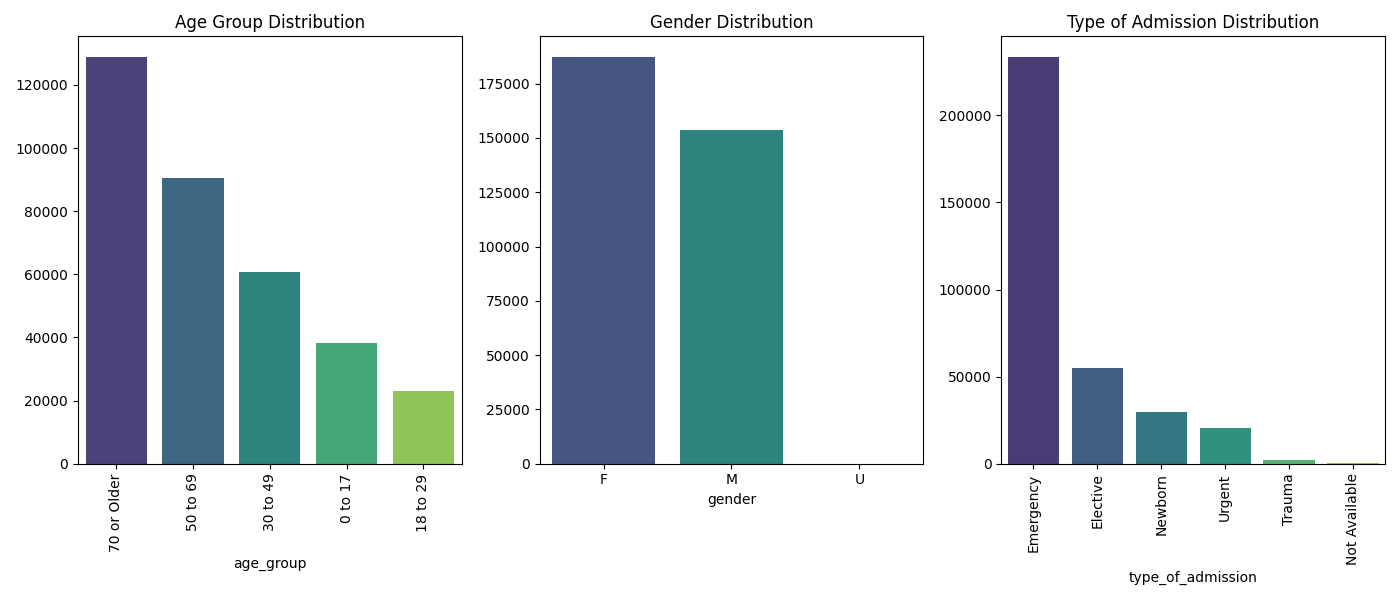 Age Group Distribution
120000
100000
80000
60000
40000
20000
0
70 or Older
50 to 69
30 to 49
0 to 17
18 to 29
age_group
Gender Distribution
175000
150000
125000
100000
75000
50000
25000
0
F
M
U
gender
Type of Admission Distribution
200000
150000
100000
50000
0
Emergency
Elective
Newborn
Urgent
Trauma
Not Available
type_of_admission